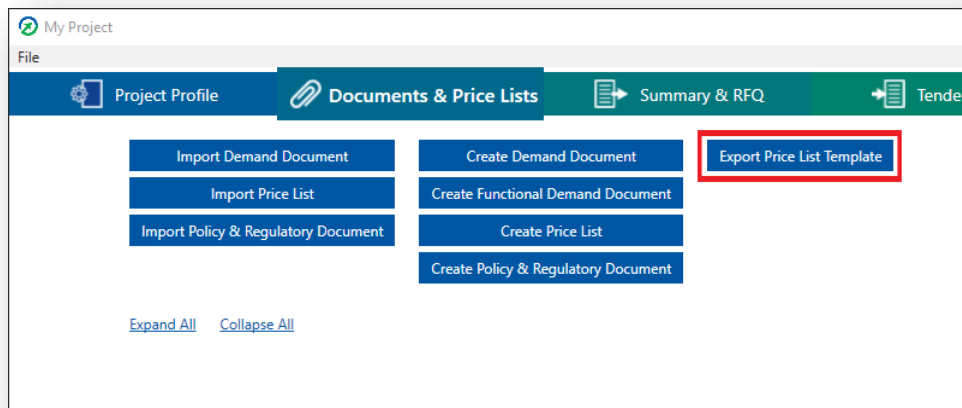 My Project
File
Project Profile
Documents & Price Lists
Summary & RFQ
Tende
Import Demand Document
Create Demand Document
Export Price List Template
Import Price List
Create Functional Demand Document
Import Policy & Regulatory Document
Create Price List
Create Policy & Regulatory Document
Expand All
Collapse All